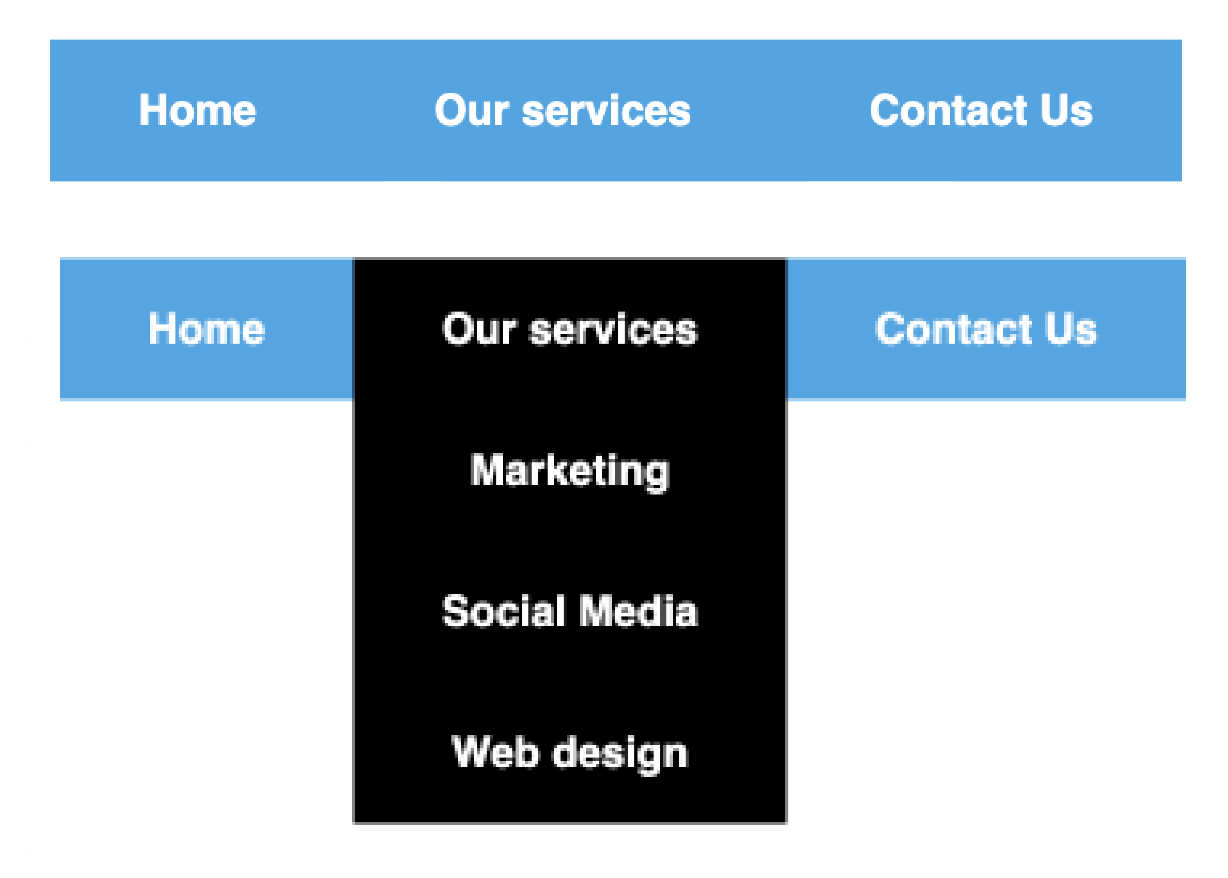 Home Our services Contact Us
Home Our services Contact Us
Marketing
Social Media
Web design